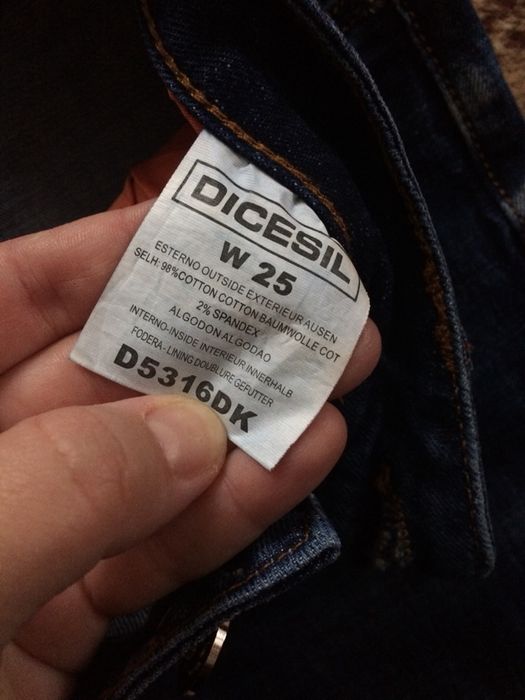 DICESIL
W 25
ESTERNO OUTSIDE EXTERIEUR AUSEN
SELH: 98%COTTON COTTON BAUMWOLLE COT
2% SPANDEX
ALGODON ALGODAO
INTERNO-INSIDE INTERIEUR INNERHALB
FODERA - LINING DOUBLURE GEFUTTER
D5316DK